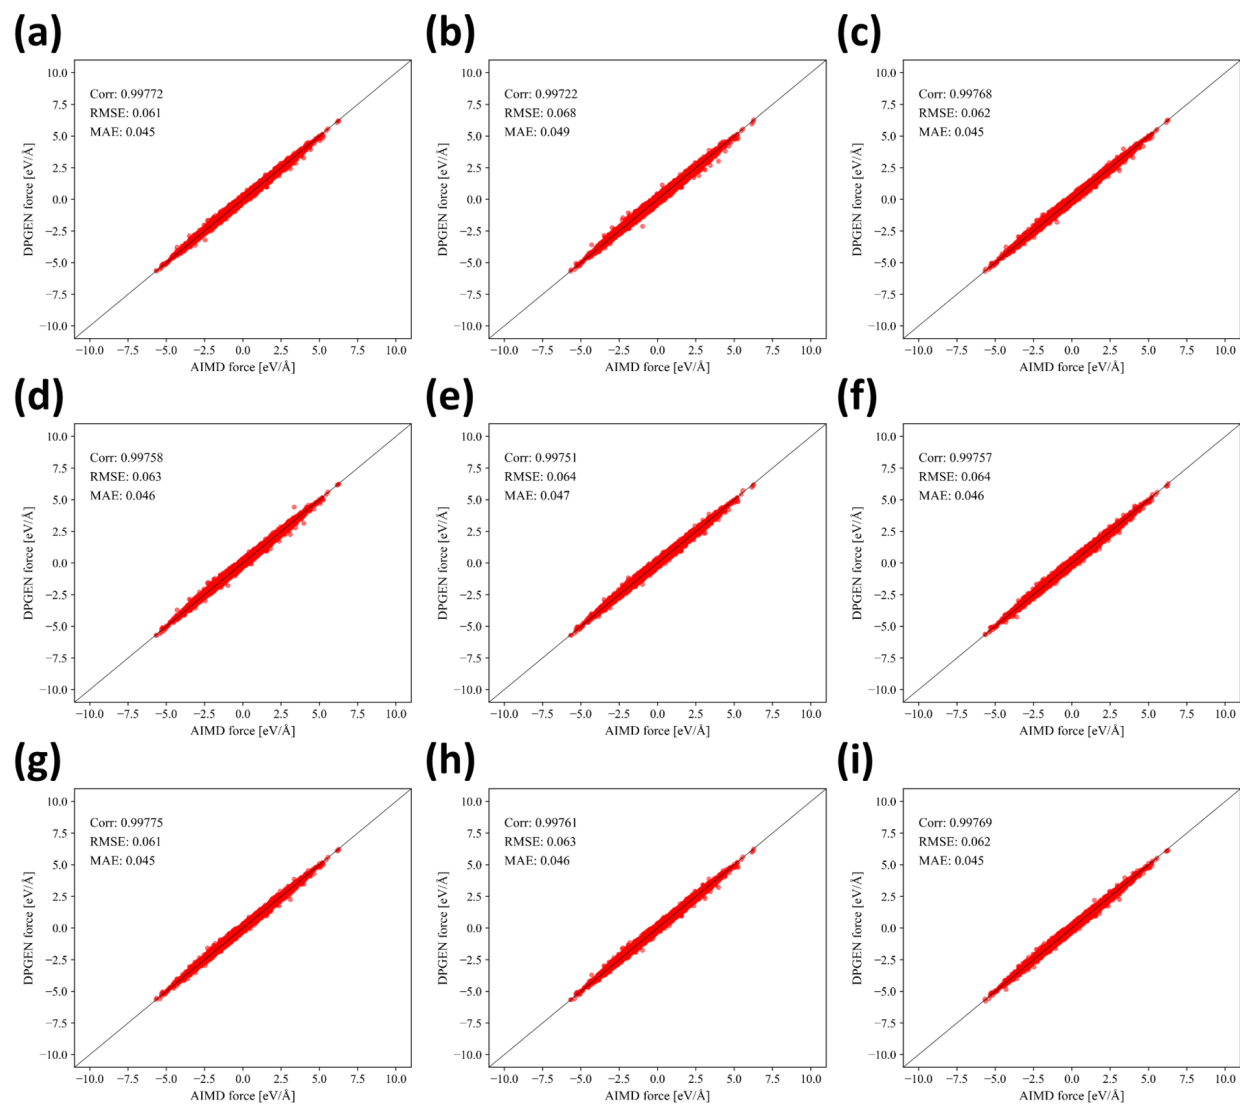 (a)
Corr: 0.99772
RMSE: 0.061
MAE: 0.045
DPGEN force [eV/Å]
10.0
7.5
5.0
2.5
0.0
−2.5
−5.0
−7.5
−10.0
−10.0 −7.5 −5.0 −2.5 0.0 2.5 5.0 7.5 10.0
AIMD force [eV/Å]
(b)
Corr: 0.99722
RMSE: 0.068
MAE: 0.049
DPGEN force [eV/Å]
10.0
7.5
5.0
2.5
0.0
−2.5
−5.0
−7.5
−10.0
−10.0 −7.5 −5.0 −2.5 0.0 2.5 5.0 7.5 10.0
AIMD force [eV/Å]
(c)
Corr: 0.99768
RMSE: 0.062
MAE: 0.045
DPGEN force [eV/Å]
10.0
7.5
5.0
2.5
0.0
−2.5
−5.0
−7.5
−10.0
−10.0 −7.5 −5.0 −2.5 0.0 2.5 5.0 7.5 10.0
AIMD force [eV/Å]
(d)
Corr: 0.99758
RMSE: 0.063
MAE: 0.046
DPGEN force [eV/Å]
10.0
7.5
5.0
2.5
0.0
−2.5
−5.0
−7.5
−10.0
−10.0 −7.5 −5.0 −2.5 0.0 2.5 5.0 7.5 10.0
AIMD force [eV/Å]
(e)
Corr: 0.99751
RMSE: 0.064
MAE: 0.047
DPGEN force [eV/Å]
10.0
7.5
5.0
2.5
0.0
−2.5
−5.0
−7.5
−10.0
−10.0 −7.5 −5.0 −2.5 0.0 2.5 5.0 7.5 10.0
AIMD force [eV/Å]
(f)
Corr: 0.99757
RMSE: 0.064
MAE: 0.046
DPGEN force [eV/Å]
10.0
7.5
5.0
2.5
0.0
−2.5
−5.0
−7.5
−10.0
−10.0 −7.5 −5.0 −2.5 0.0 2.5 5.0 7.5 10.0
AIMD force [eV/Å]
(g)
Corr: 0.99775
RMSE: 0.061
MAE: 0.045
DPGEN force [eV/Å]
10.0
7.5
5.0
2.5
0.0
−2.5
−5.0
−7.5
−10.0
−10.0 −7.5 −5.0 −2.5 0.0 2.5 5.0 7.5 10.0
AIMD force [eV/Å]
(h)
Corr: 0.99761
RMSE: 0.063
MAE: 0.046
DPGEN force [eV/Å]
10.0
7.5
5.0
2.5
0.0
−2.5
−5.0
−7.5
−10.0
−10.0 −7.5 −5.0 −2.5 0.0 2.5 5.0 7.5 10.0
AIMD force [eV/Å]
(i)
Corr: 0.99769
RMSE: 0.062
MAE: 0.045
DPGEN force [eV/Å]
10.0
7.5
5.0
2.5
0.0
−2.5
−5.0
−7.5
−10.0
−10.0 −7.5 −5.0 −2.5 0.0 2.5 5.0 7.5 10.0
AIMD force [eV/Å]